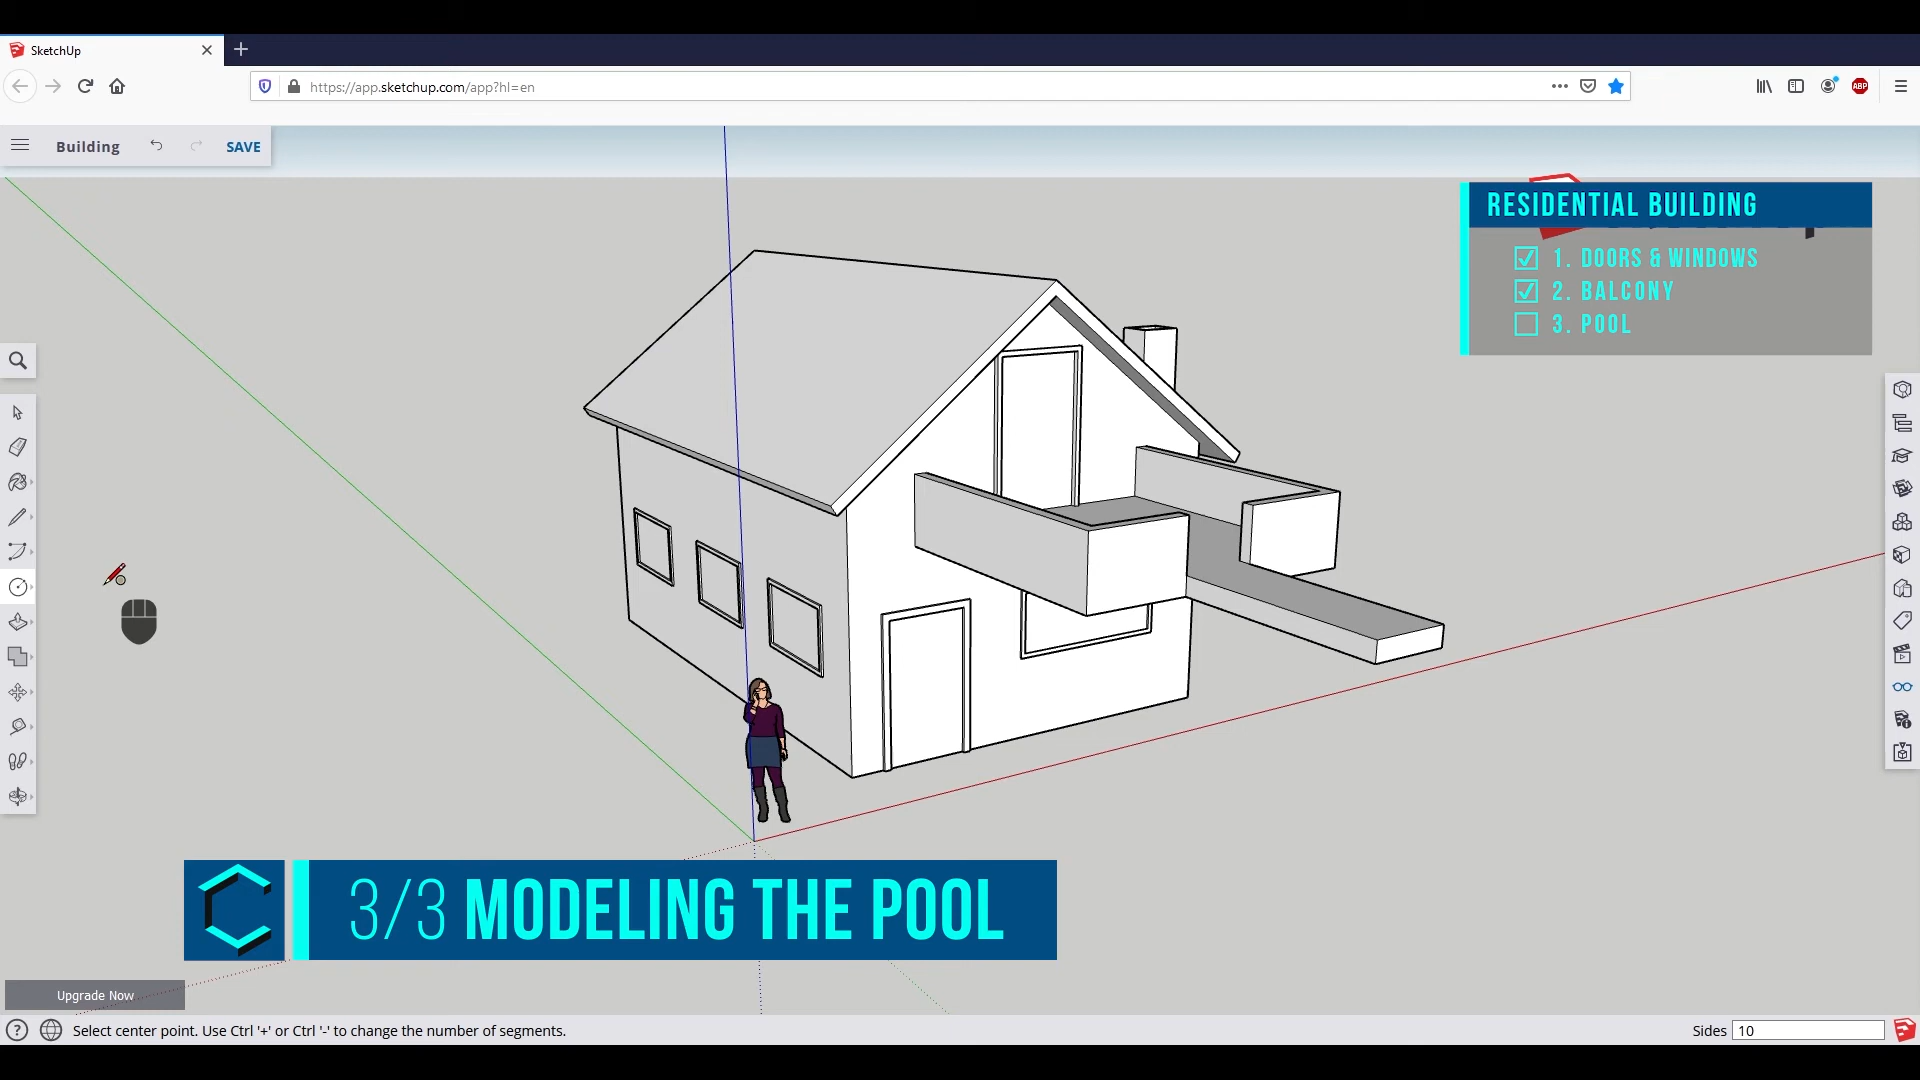 SketchUp
https://app.sketchup.com/app?hl=en
ABP
Building
SAVE
RESIDENTIAL BUILDING
1. DOORS & WINDOWS
2. BALCONY
3. POOL
3/3 MODELING THE POOL
Upgrade Now
Select center point. Use Ctrl '+' or Ctrl '-' to change the number of segments.
Sides 10